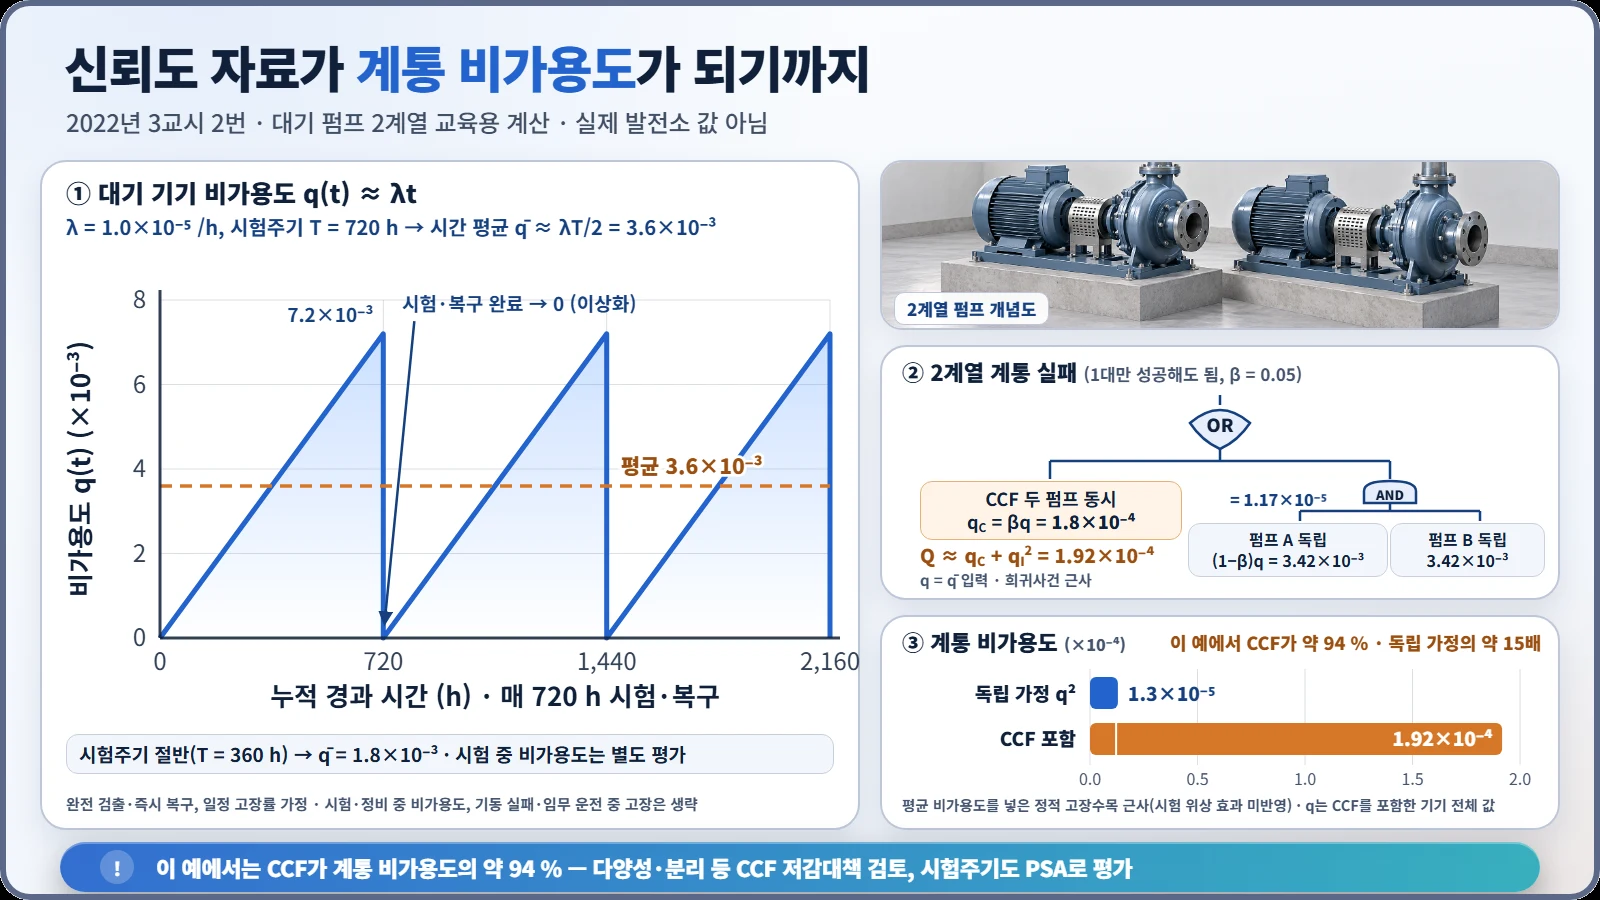 신뢰도 자료가 계통 비가용도가 되기까지
2022년 3교시 2번 · 대기 펌프 2계열 교육용 계산 · 실제 발전소 값 아님
① 대기 기기 비가용도 q(t) ≈ λt
λ = 1.0×10⁻⁵ /h, 시험주기 T = 720 h → 시간 평균 q̄ ≈ λT/2 = 3.6×10⁻³
비가용도 q(t) (×10⁻³)
8
6
4
2
0
7.2×10⁻³
시험·복구 완료 → 0 (이상화)
평균 3.6×10⁻³
0 720 1,440 2,160
누적 경과 시간 (h) · 매 720 h 시험·복구
시험주기 절반(T = 360 h) → q̄ = 1.8×10⁻³ · 시험 중 비가용도는 별도 평가
완전 검출·즉시 복구, 일정 고장률 가정 · 시험·정비 중 비가용도, 기동 실패·임무 운전 중 고장은 생략
2계열 펌프 개념도
② 2계열 계통 실패 (1대만 성공해도 됨, β = 0.05)
OR
CCF 두 펌프 동시
q_C = βq = 1.8×10⁻⁴
= 1.17×10⁻⁵
AND
펌프 A 독립
(1−β)q = 3.42×10⁻³
펌프 B 독립
3.42×10⁻³
Q ≈ q_C + q_I² = 1.92×10⁻⁴
q = q̄ 입력 · 희귀사건 근사
③ 계통 비가용도 (×10⁻⁴)
이 예에서 CCF가 약 94 % · 독립 가정의 약 15배
독립 가정 q²
1.3×10⁻⁵
CCF 포함
1.92×10⁻⁴
0.0 0.5 1.0 1.5 2.0
평균 비가용도를 넣은 정적 고장수목 근사(시험 위상 효과 미반영) · q는 CCF를 포함한 기기 전체 값
! 이 예에서는 CCF가 계통 비가용도의 약 94 % — 다양성·분리 등 CCF 저감대책 검토, 시험주기도 PSA로 평가